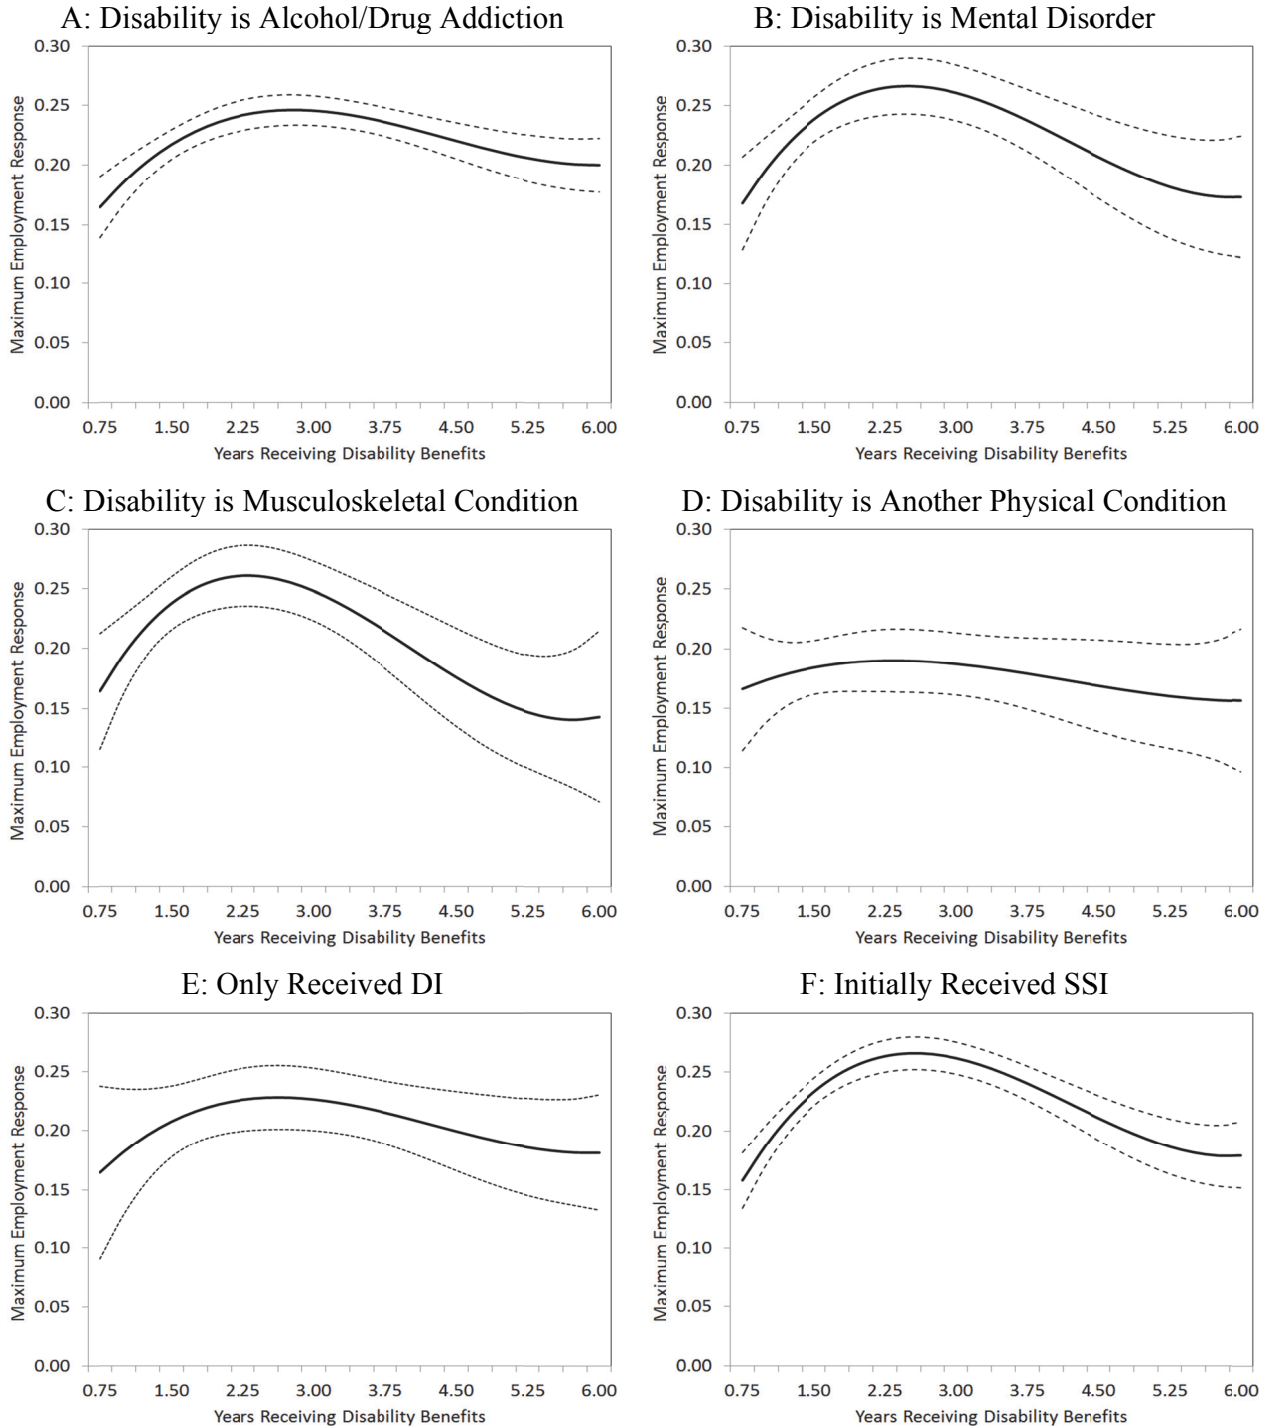 A: Disability is Alcohol/Drug Addiction
0.30
0.25
0.20
0.15
0.10
0.05
0.00
Maximum Employment Response
0.75 1.50 2.25 3.00 3.75 4.50 5.25 6.00
Years Receiving Disability Benefits
B: Disability is Mental Disorder
0.30
0.25
0.20
0.15
0.10
0.05
0.00
Maximum Employment Response
0.75 1.50 2.25 3.00 3.75 4.50 5.25 6.00
Years Receiving Disability Benefits
C: Disability is Musculoskeletal Condition
0.30
0.25
0.20
0.15
0.10
0.05
0.00
Maximum Employment Response
0.75 1.50 2.25 3.00 3.75 4.50 5.25 6.00
Years Receiving Disability Benefits
D: Disability is Another Physical Condition
0.30
0.25
0.20
0.15
0.10
0.05
0.00
Maximum Employment Response
0.75 1.50 2.25 3.00 3.75 4.50 5.25 6.00
Years Receiving Disability Benefits
E: Only Received DI
0.30
0.25
0.20
0.15
0.10
0.05
0.00
Maximum Employment Response
0.75 1.50 2.25 3.00 3.75 4.50 5.25 6.00
Years Receiving Disability Benefits
F: Initially Received SSI
0.30
0.25
0.20
0.15
0.10
0.05
0.00
Maximum Employment Response
0.75 1.50 2.25 3.00 3.75 4.50 5.25 6.00
Years Receiving Disability Benefits